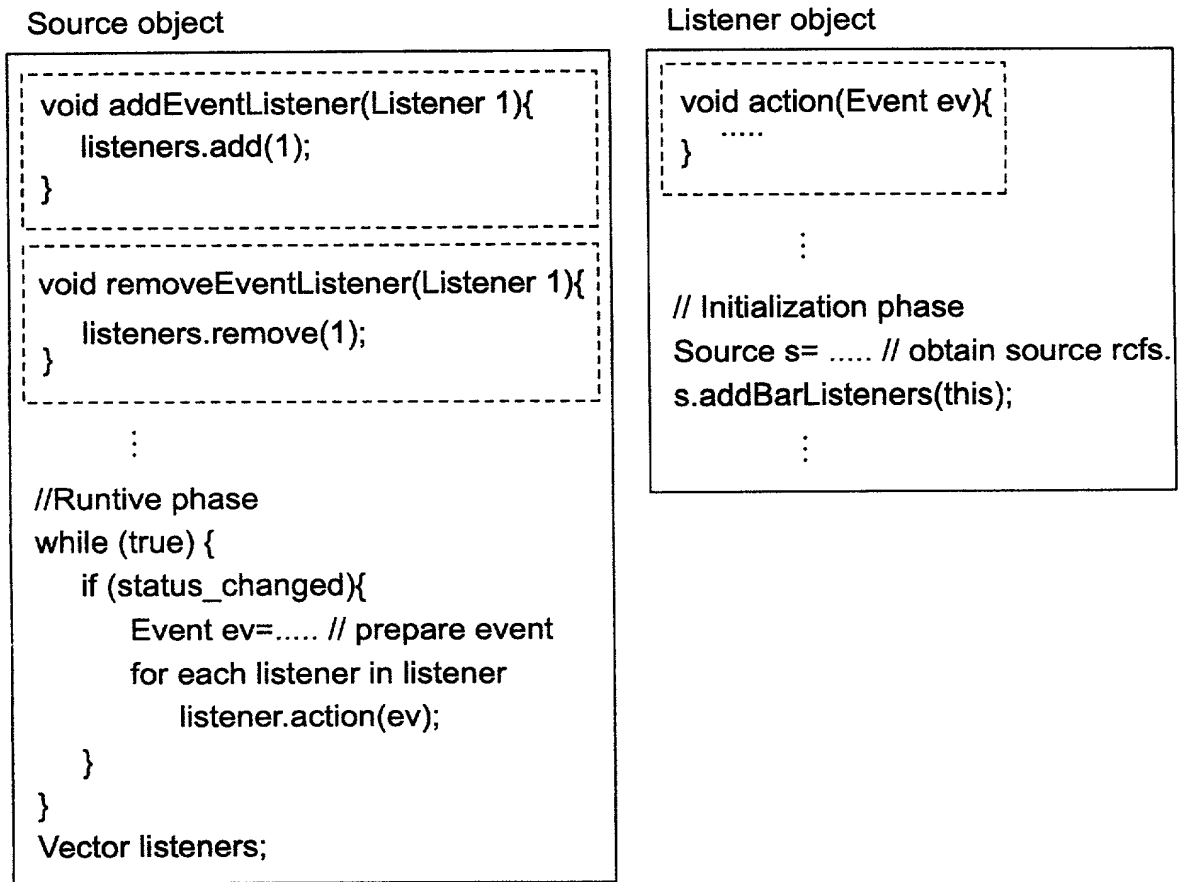 Source object
void addEventListener(Listener 1){
listeners.add(1);
}
void removeEventListener(Listener 1){
listeners.remove(1);
}
⋮
//Runtive phase
while (true) {
if (status_changed){
Event ev=..... // prepare event
for each listener in listener
listener.action(ev);
}
}
Vector listeners;
Listener object
void action(Event ev){
.....
}
⋮
// Initialization phase
Source s= ..... // obtain source rcfs.
s.addBarListeners(this);
⋮